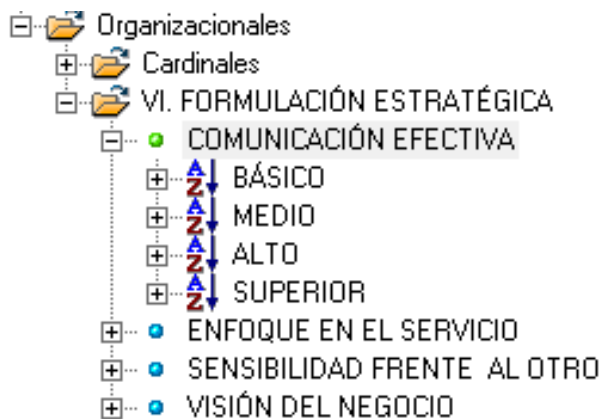 Organizacionales
Cardinales
VI. FORMULACIÓN ESTRATÉGICA
COMUNICACIÓN EFECTIVA
BÁSICO
MEDIO
ALTO
SUPERIOR
ENFOQUE EN EL SERVICIO
SENSIBILIDAD FRENTE AL OTRO
VISIÓN DEL NEGOCIO